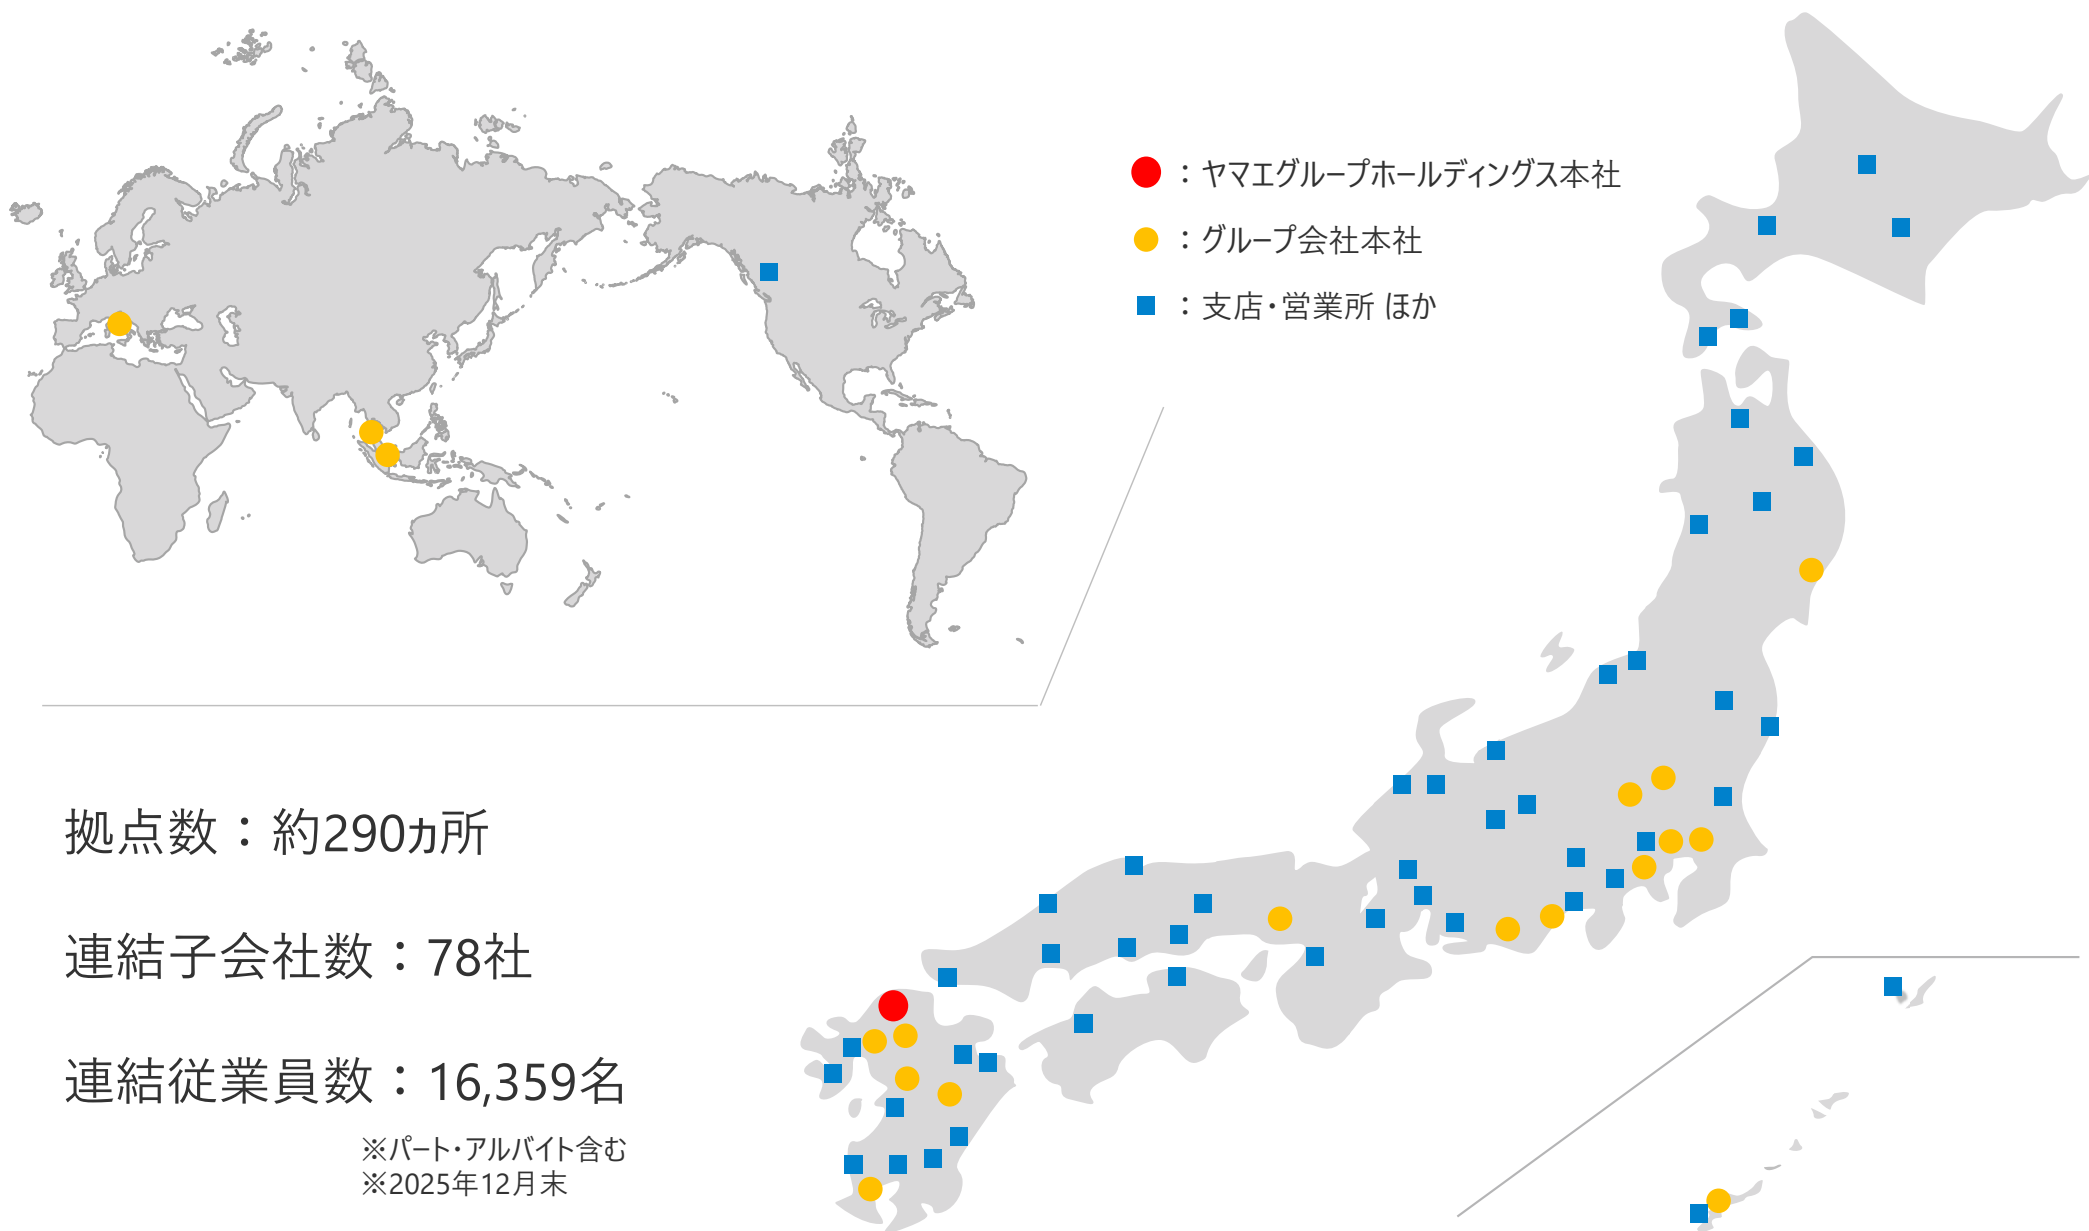 ：ヤマエグループホールディングス本社
：グループ会社本社
：支店・営業所 ほか
拠点数：約290ヵ所
連結子会社数：78社
連結従業員数：16,359名
※パート・アルバイト含む
※2025年12月末